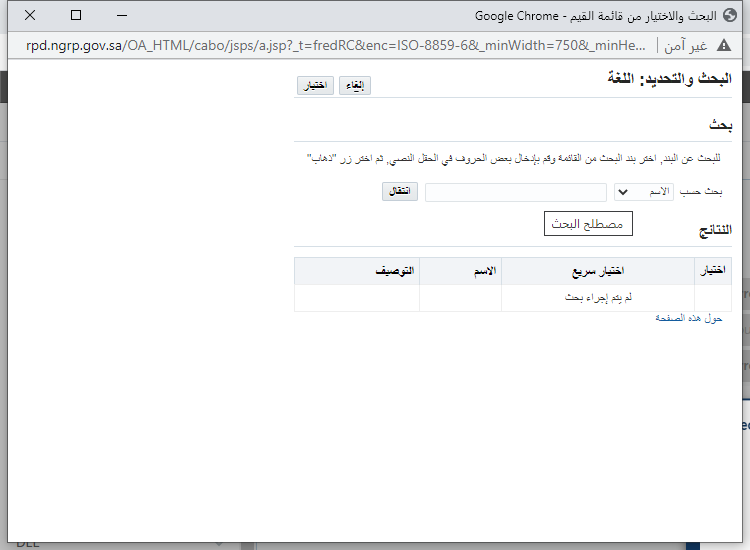 البحث والاختيار من قائمة القيم - Google Chrome
غير آمن | rpd.ngrp.gov.sa/OA_HTML/cabo/jsps/a.jsp?_t=fredRC&enc=ISO-8859-6&_minWidth=750&_minHe...
البحث والتحديد: اللغة
إلغاء اختيار
بحث
للبحث عن البند, اختر بند البحث من القائمة وقم بإدخال بعض الحروف في الحقل النصي, ثم اختر زر "ذهاب"
بحث حسب الاسم انتقال
مصطلح البحث
النتائج
اختيار اختيار سريع الاسم التوصيف
لم يتم إجراء بحث
حول هذه الصفحة